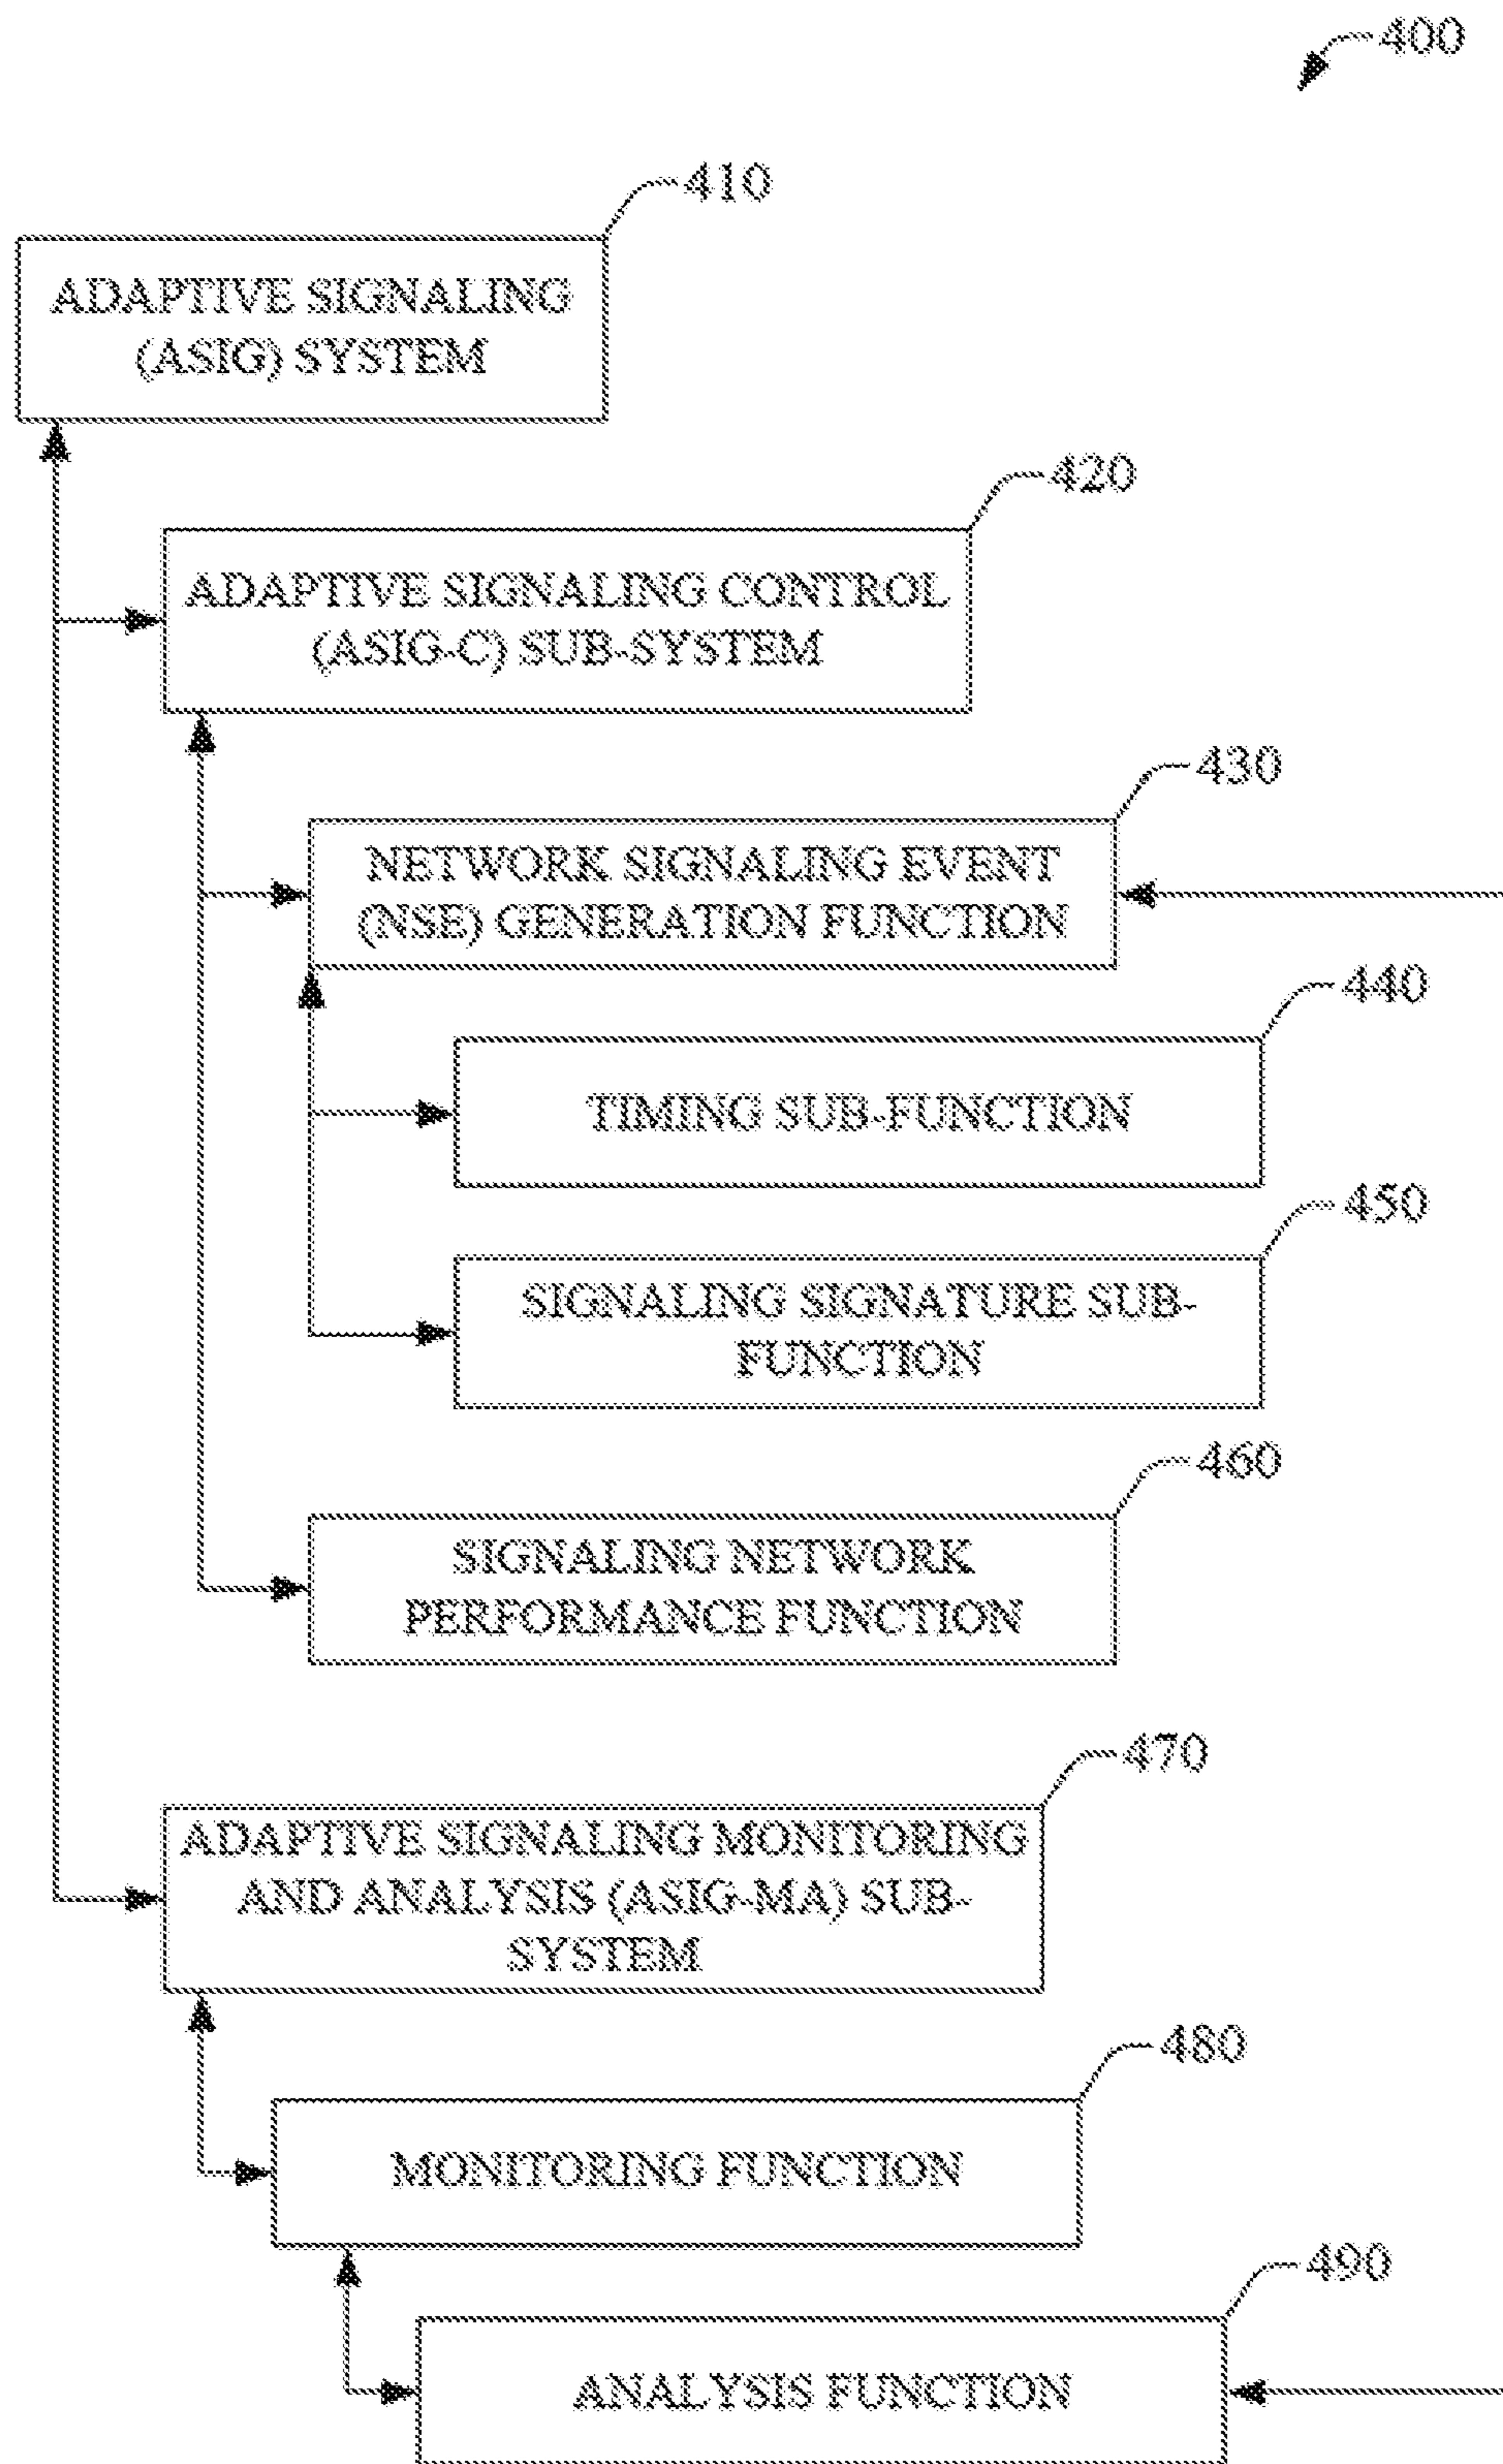 400
410
ADAPTIVE SIGNALING
(ASIG) SYSTEM
420
ADAPTIVE SIGNALING CONTROL
(ASIG-C) SUB-SYSTEM
430
NETWORK SIGNALING EVENT
(NSE) GENERATION FUNCTION
440
TIMING SUB-FUNCTION
450
SIGNALING SIGNATURE SUB-
FUNCTION
460
SIGNALING NETWORK
PERFORMANCE FUNCTION
470
ADAPTIVE SIGNALING MONITORING
AND ANALYSIS (ASIG-MA) SUB-
SYSTEM
480
MONITORING FUNCTION
490
ANALYSIS FUNCTION